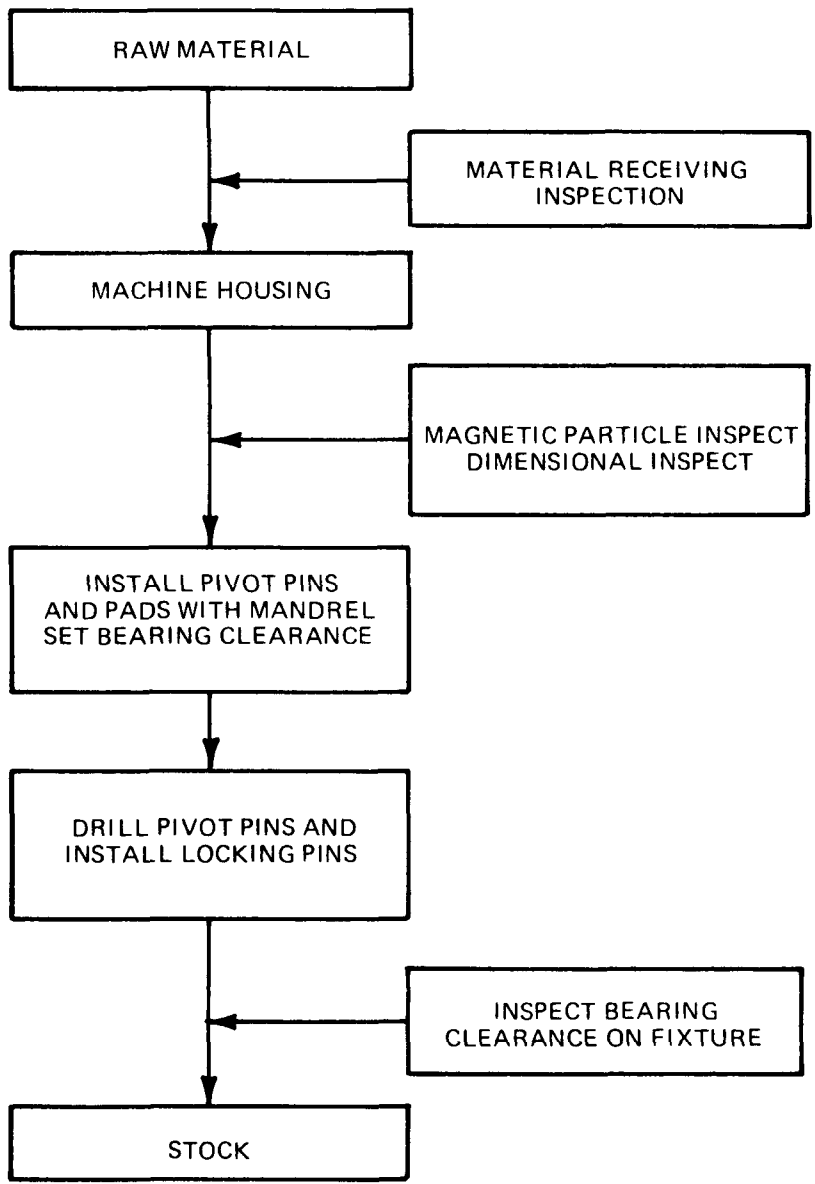 RAW MATERIAL
MATERIAL RECEIVING
INSPECTION
MACHINE HOUSING
MAGNETIC PARTICLE INSPECT
DIMENSIONAL INSPECT
INSTALL PIVOT PINS
AND PADS WITH MANDREL
SET BEARING CLEARANCE
DRILL PIVOT PINS AND
INSTALL LOCKING PINS
INSPECT BEARING
CLEARANCE ON FIXTURE
STOCK